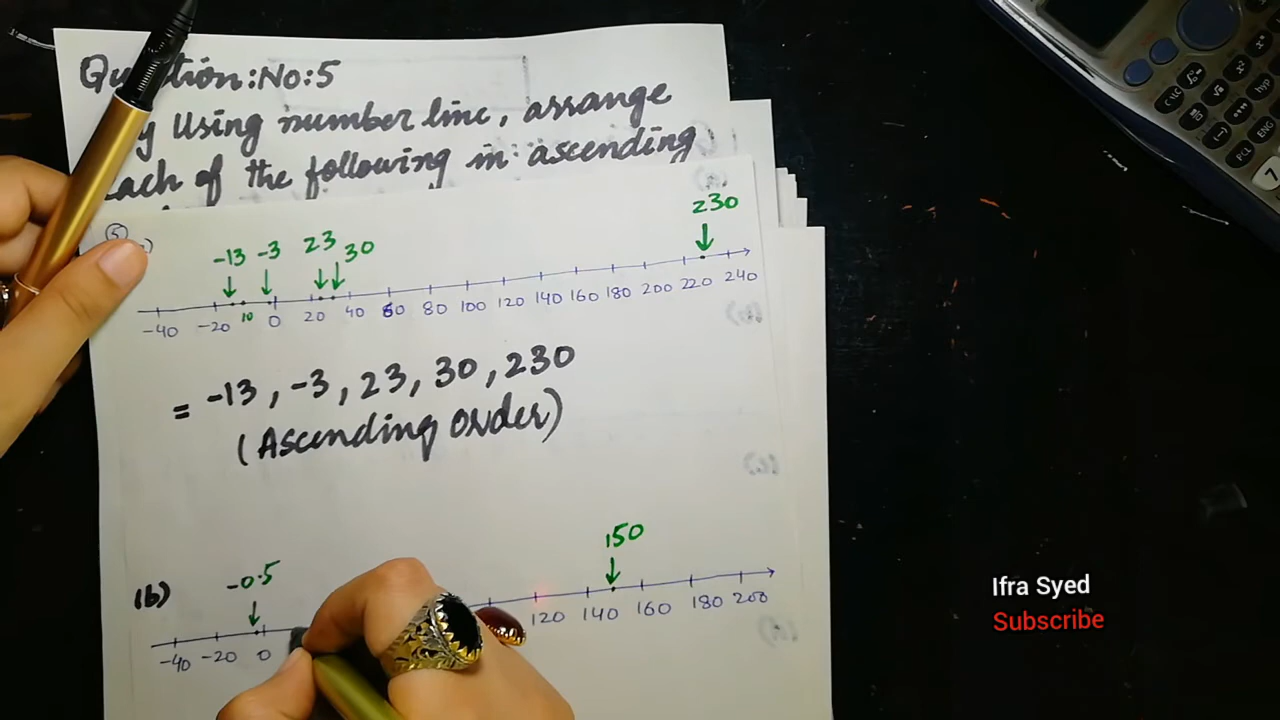 Question:No:5
Using number line, arrange
each of the following in ascending
5
-13 -3 23 30 230
-40 -20 10 0 20 40 60 80 100 120 140 160 180 200 220 240
= -13, -3, 23, 30, 230
(Ascending Order)
150
(b) -0.5
-40 -20 0 120 140 160 180 200
Ifra Syed
Subscribe